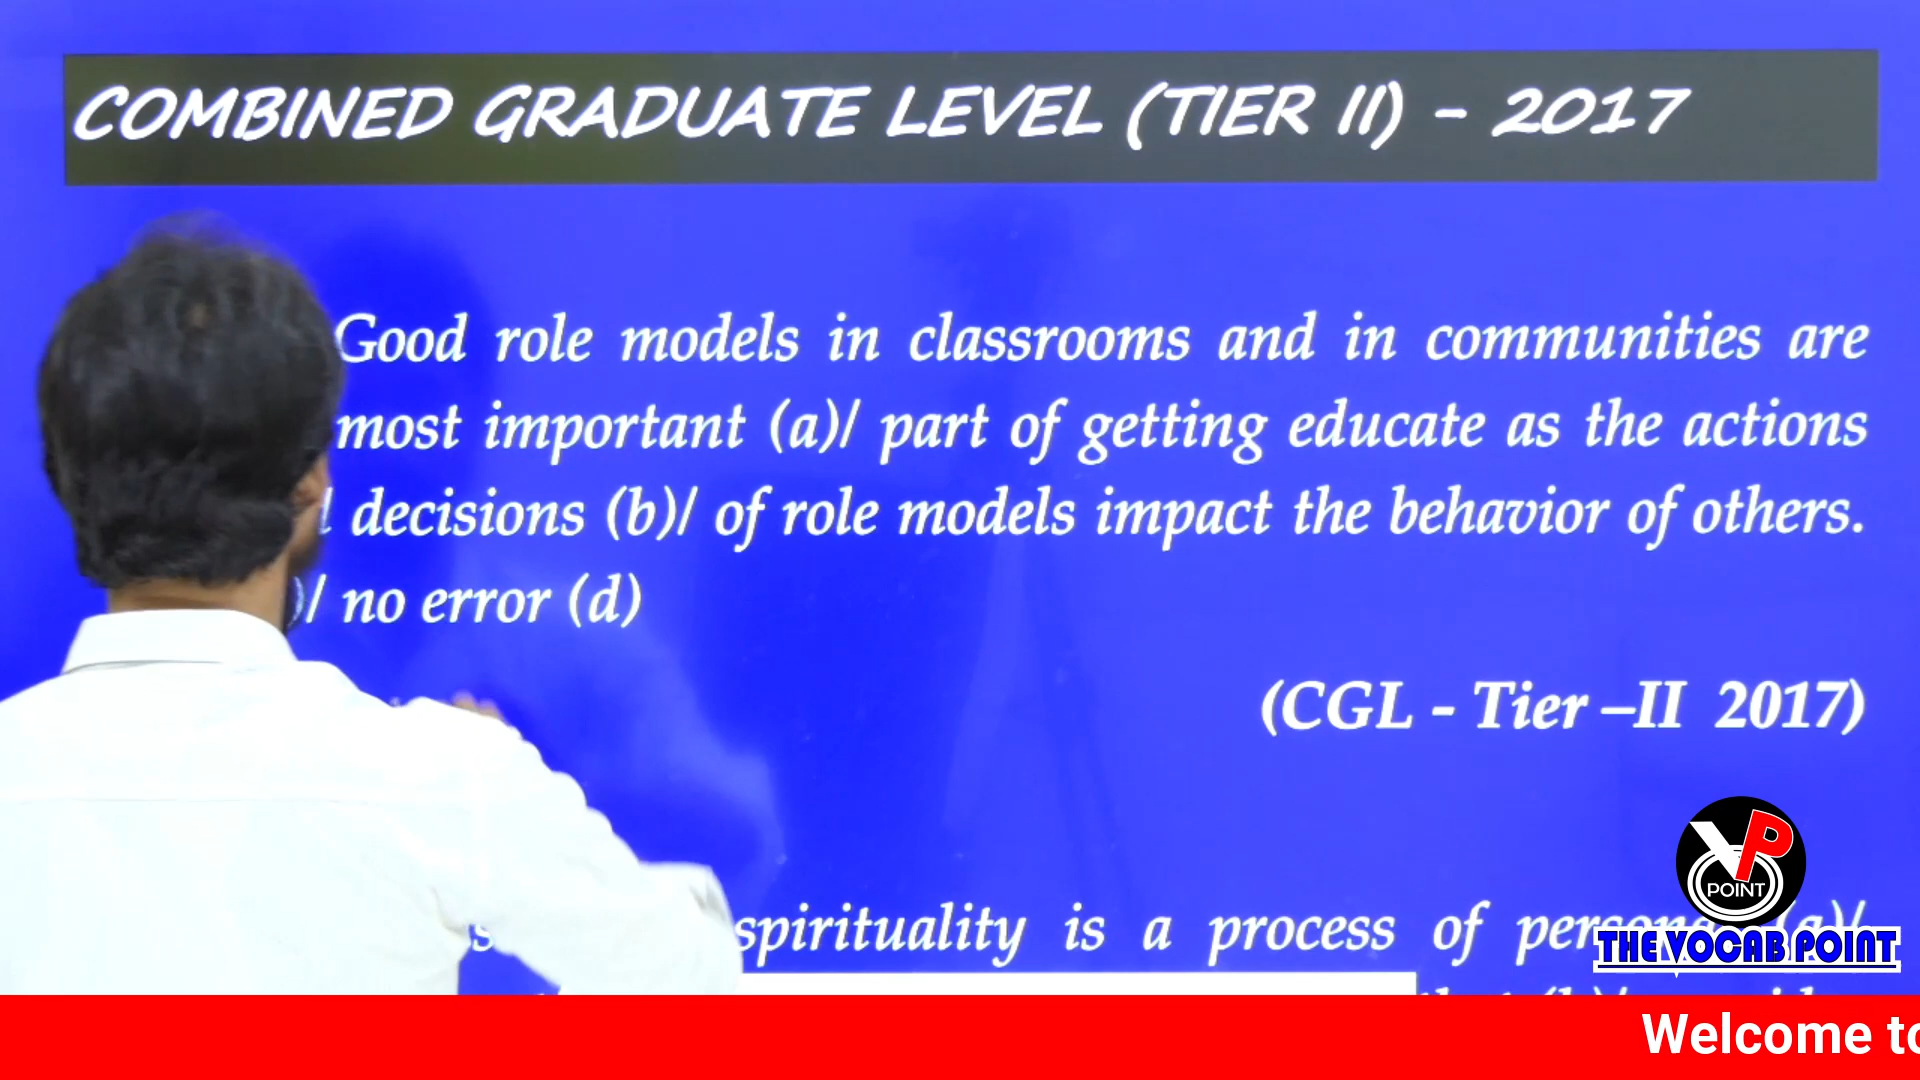 COMBINED GRADUATE LEVEL (TIER II) - 2017
Good role models in classrooms and in communities are
most important (a)/ part of getting educate as the actions
decisions (b)/ of role models impact the behavior of others.
/ no error (d)
(CGL - Tier –II 2017)
VP
POINT
spirituality is a process of (a)/
THE VOCAB POINT
(b)/
Welcome to